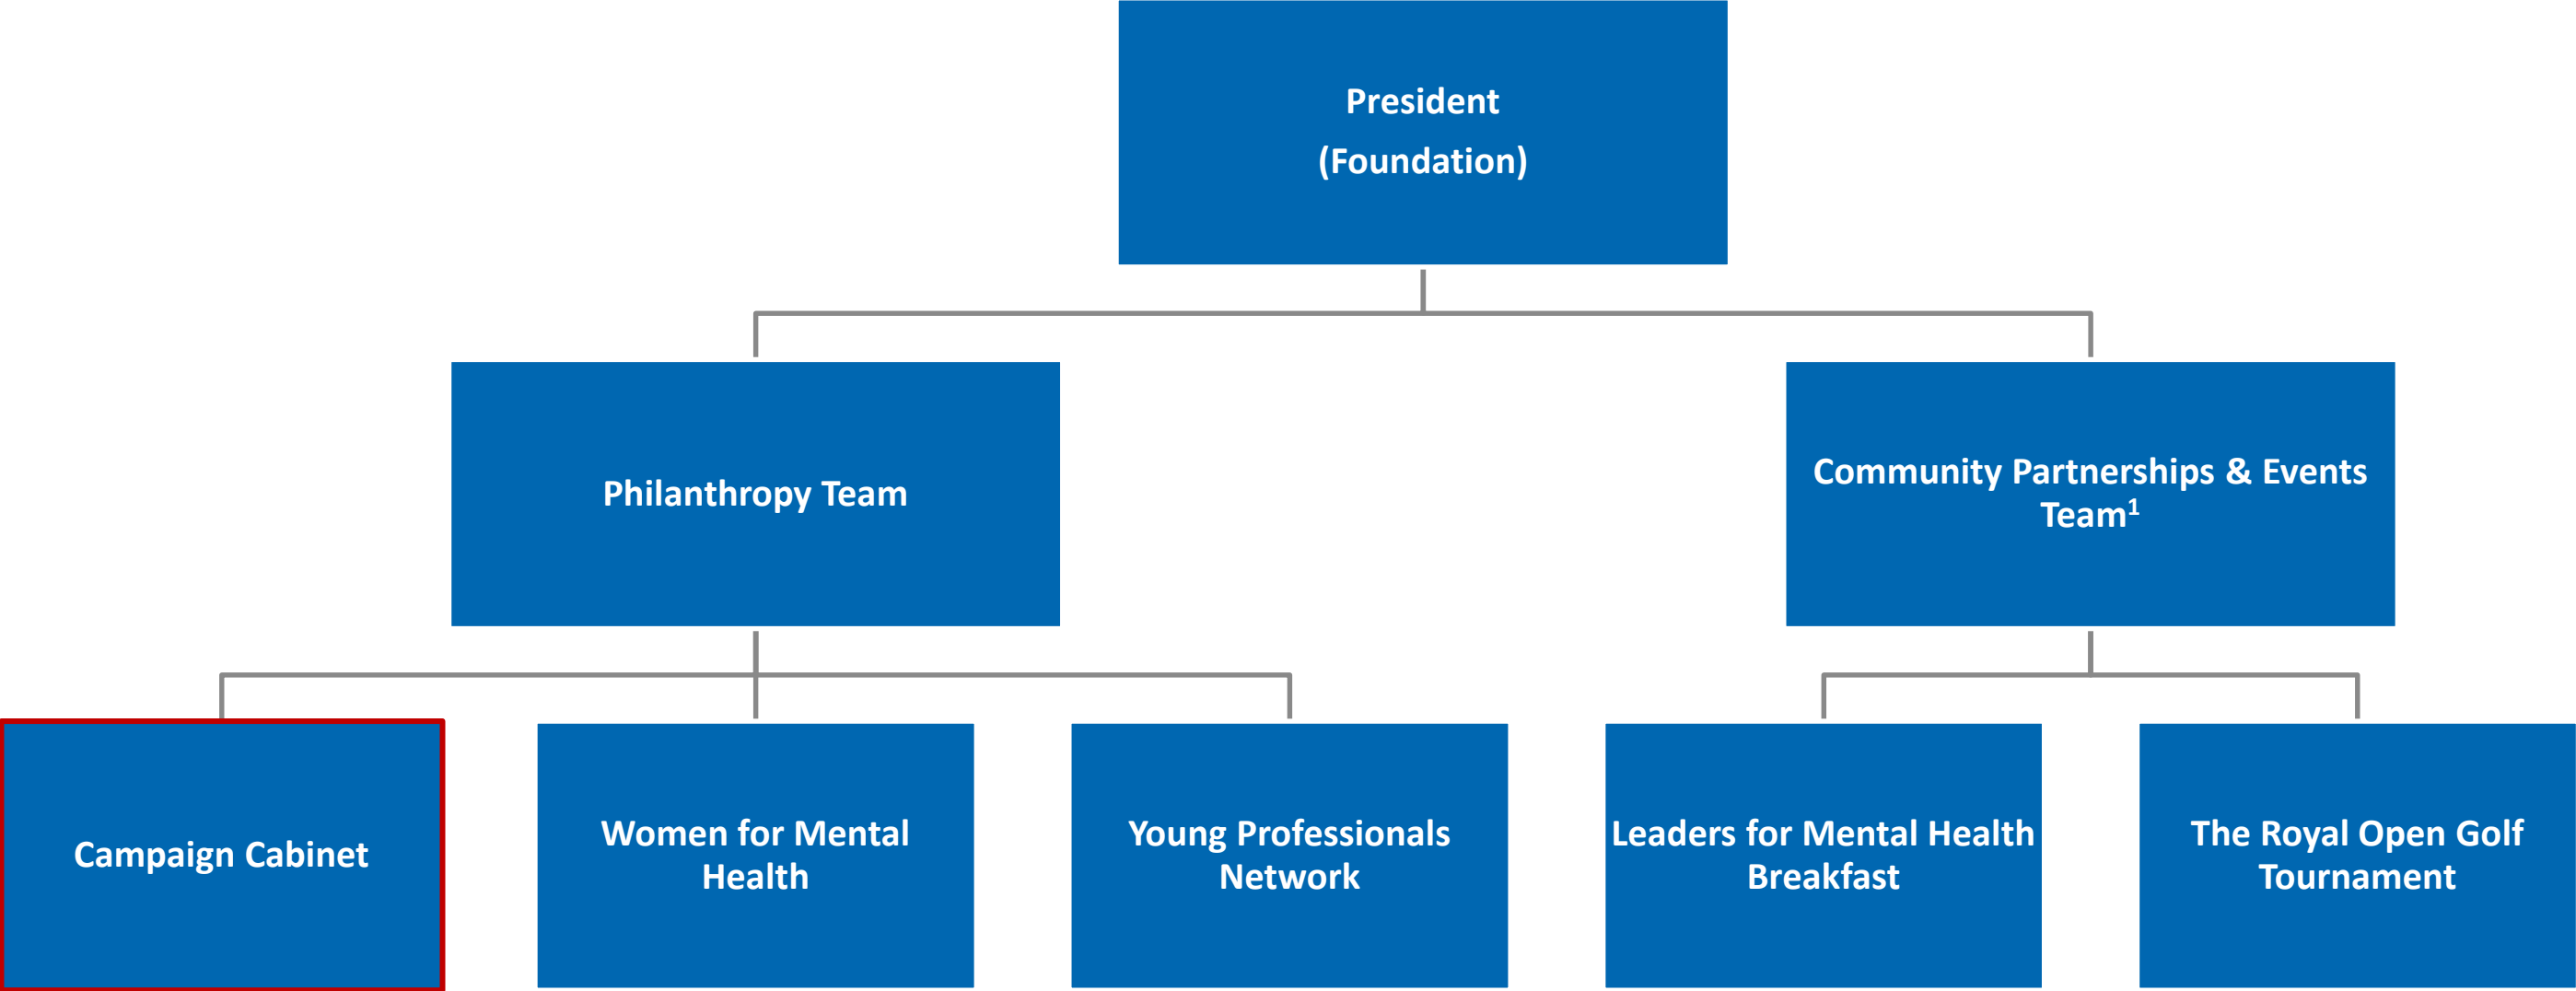 President
(Foundation)
Philanthropy Team
Community Partnerships & Events
Team¹
Campaign Cabinet
Women for Mental
Health
Young Professionals
Network
Leaders for Mental Health
Breakfast
The Royal Open Golf
Tournament